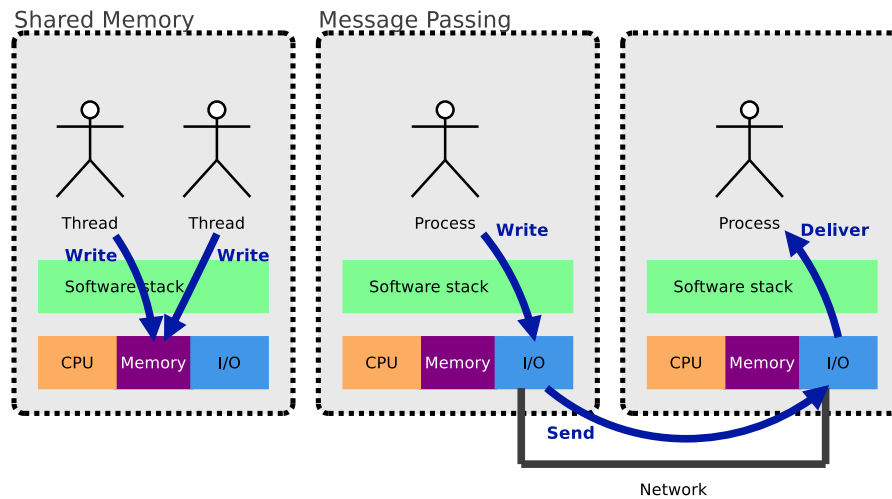 Shared Memory
Message Passing
Thread
Thread
Process
Process
Write
Write
Write
Deliver
Software stack
Software stack
Software stack
CPU
Memory
I/O
CPU
Memory
I/O
CPU
Memory
I/O
Send
Network